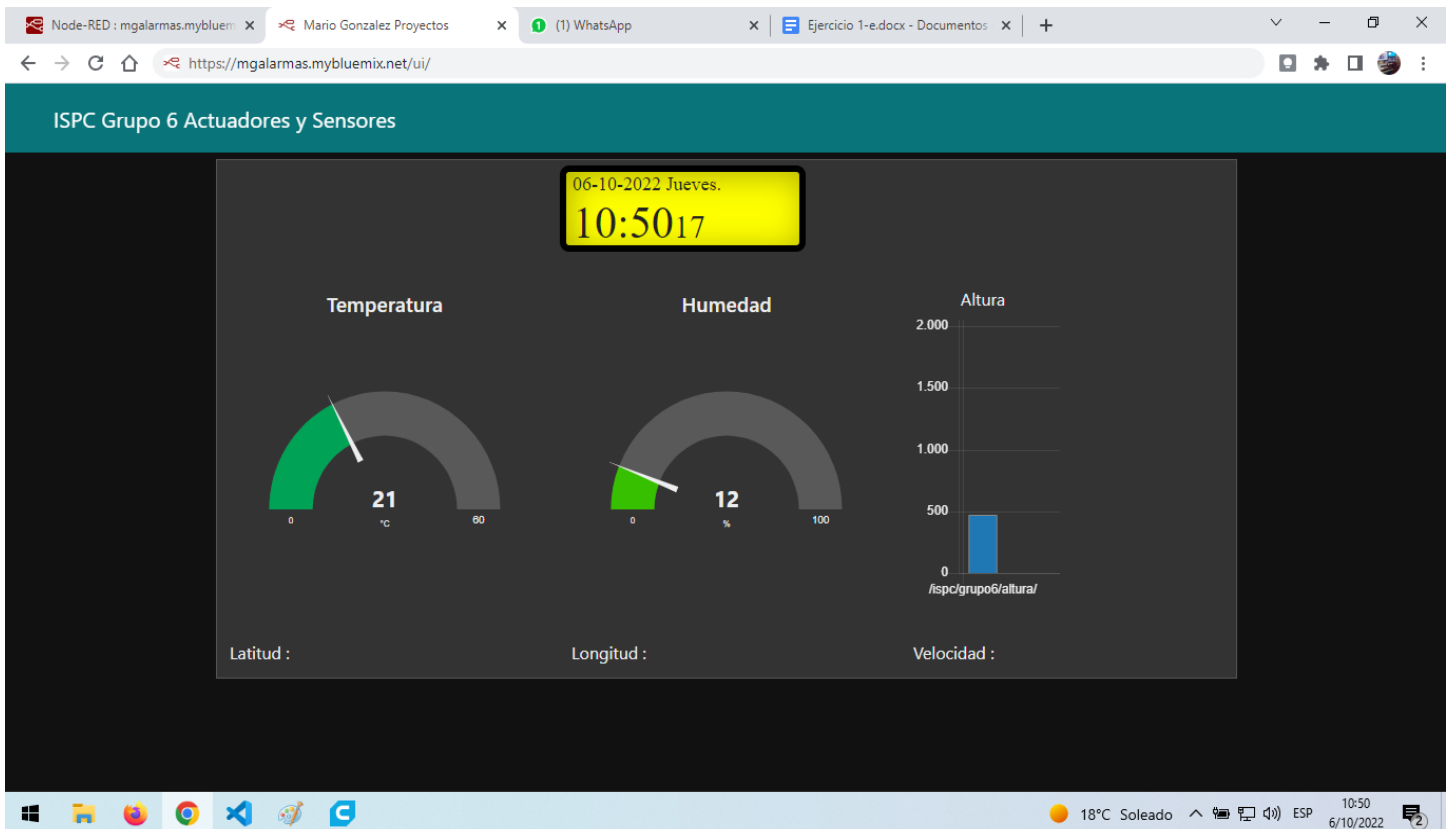 Node-RED : mgalarmas.mybluem
Mario Gonzalez Proyectos
1
(1) WhatsApp
Ejercicio 1-e.docx - Documentos
https://mgalarmas.mybluemix.net/ui/
ISPC Grupo 6 Actuadores y Sensores
06-10-2022 Jueves.
10:5017
Temperatura
21
°C
0
60
Humedad
12
%
0
100
Altura
2.000
1.500
1.000
500
0
/ispc/grupo6/altura/
Latitud :
Longitud :
Velocidad :
18°C Soleado
ESP
10:50
6/10/2022
2